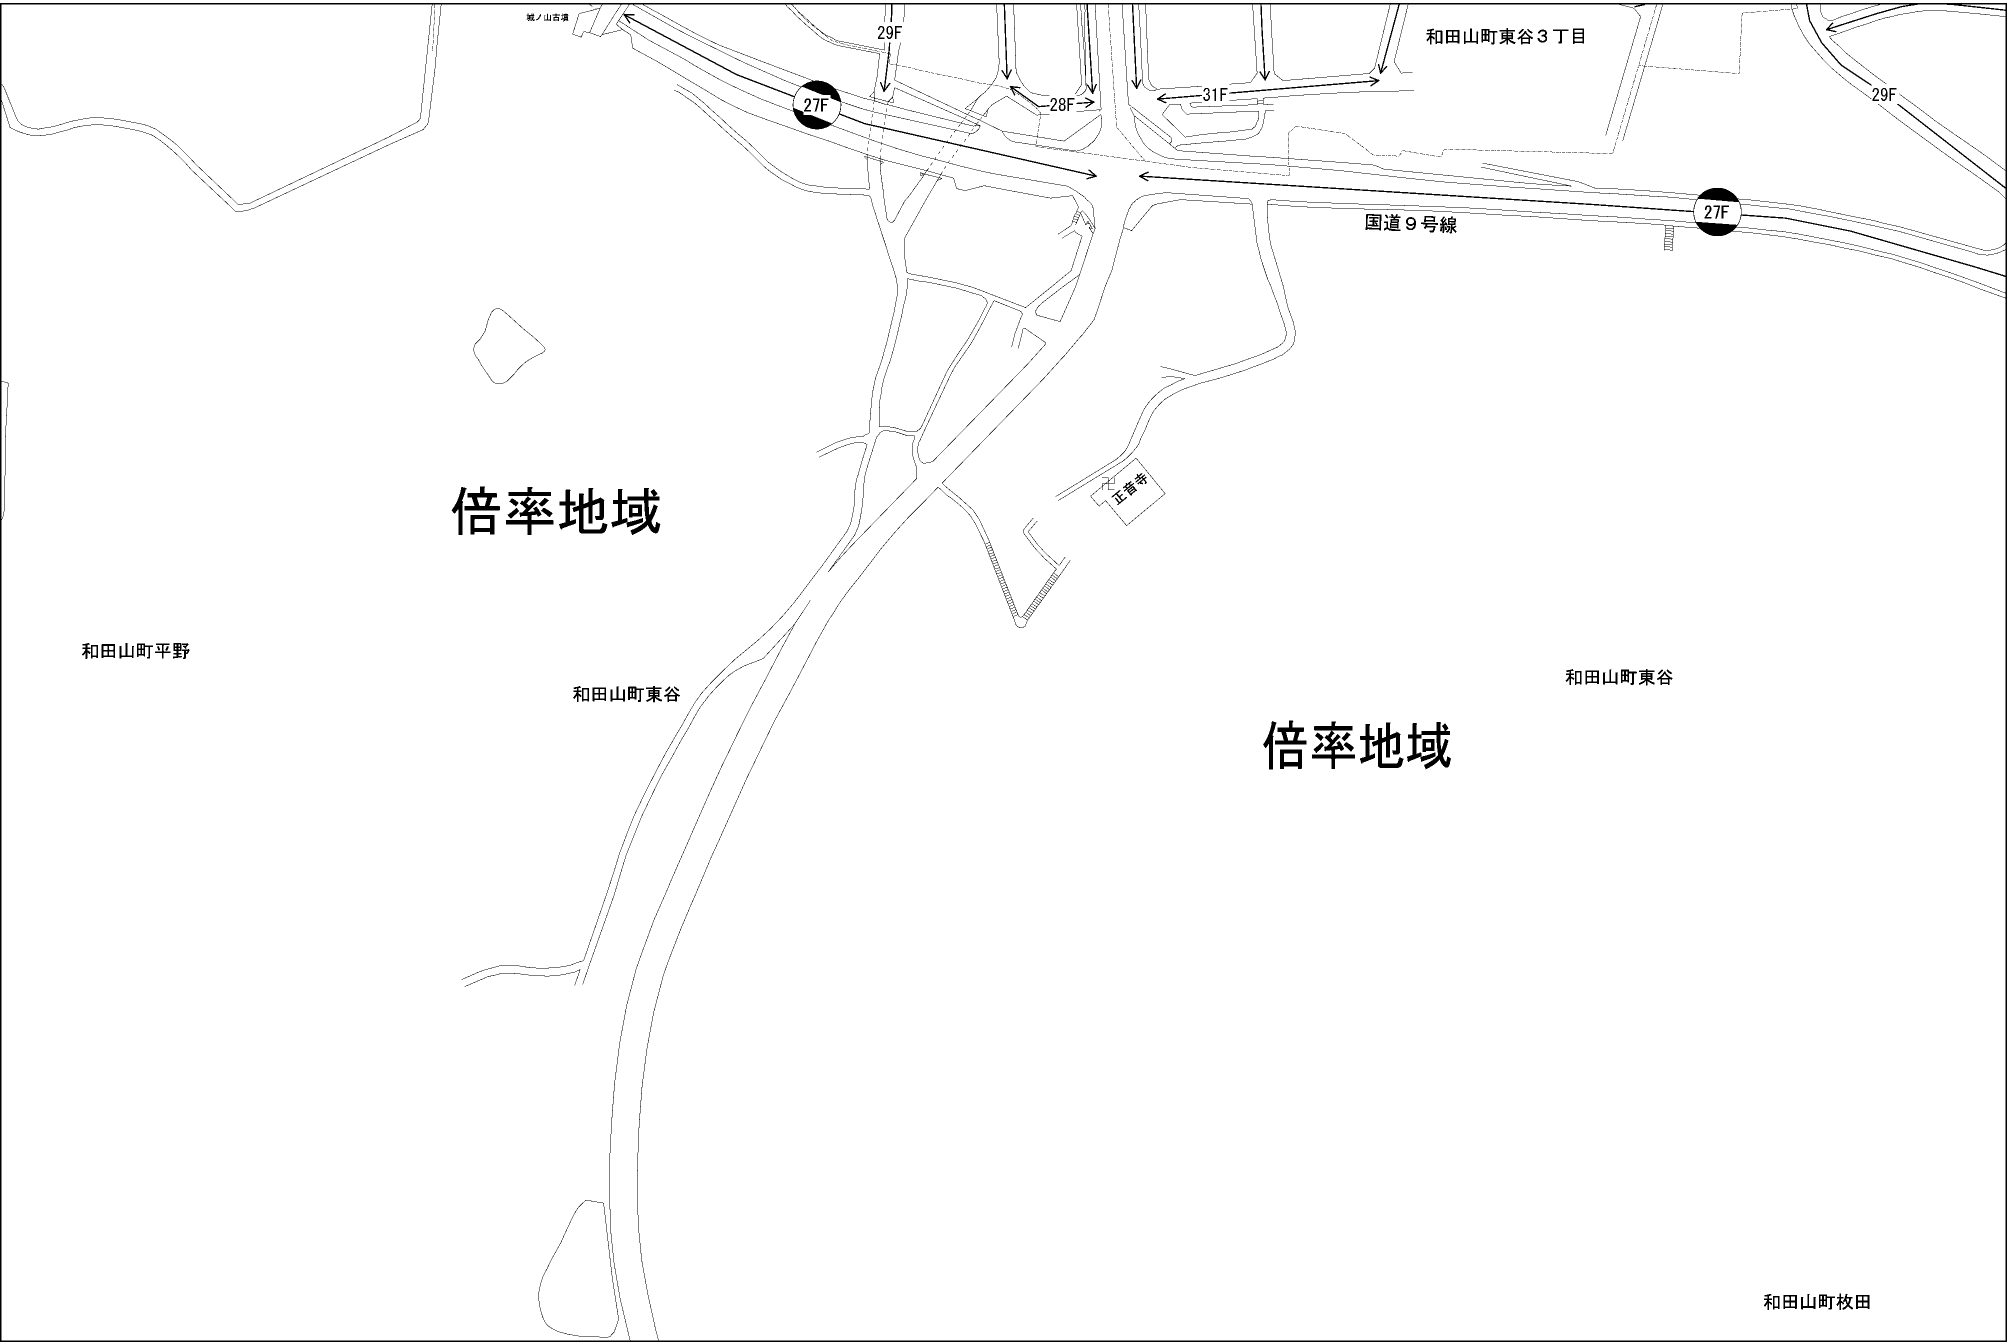 城ノ山古墳
29F
和田山町東谷３丁目
27F
28F
31F
29F
27F
国道９号線
倍率地域
正音寺
和田山町平野
和田山町東谷
和田山町東谷
倍率地域
和田山町枚田